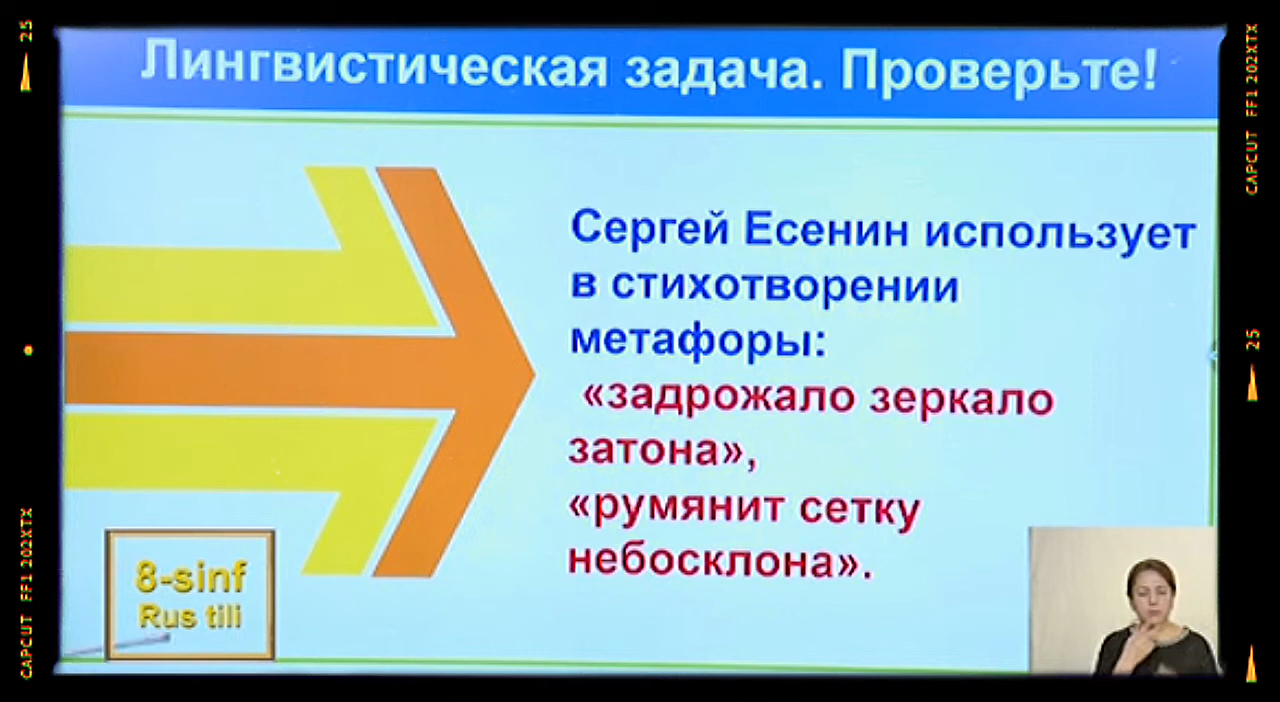 Лингвистическая задача. Проверьте!
Сергей Есенин использует
в стихотворении
метафоры:
«задрожало зеркало
затона»,
«румянит сетку
небосклона».
8-sinf
Rus tili
25
CAPCUT FF1 202XTX
CAPCUT FF1 202XTX
25